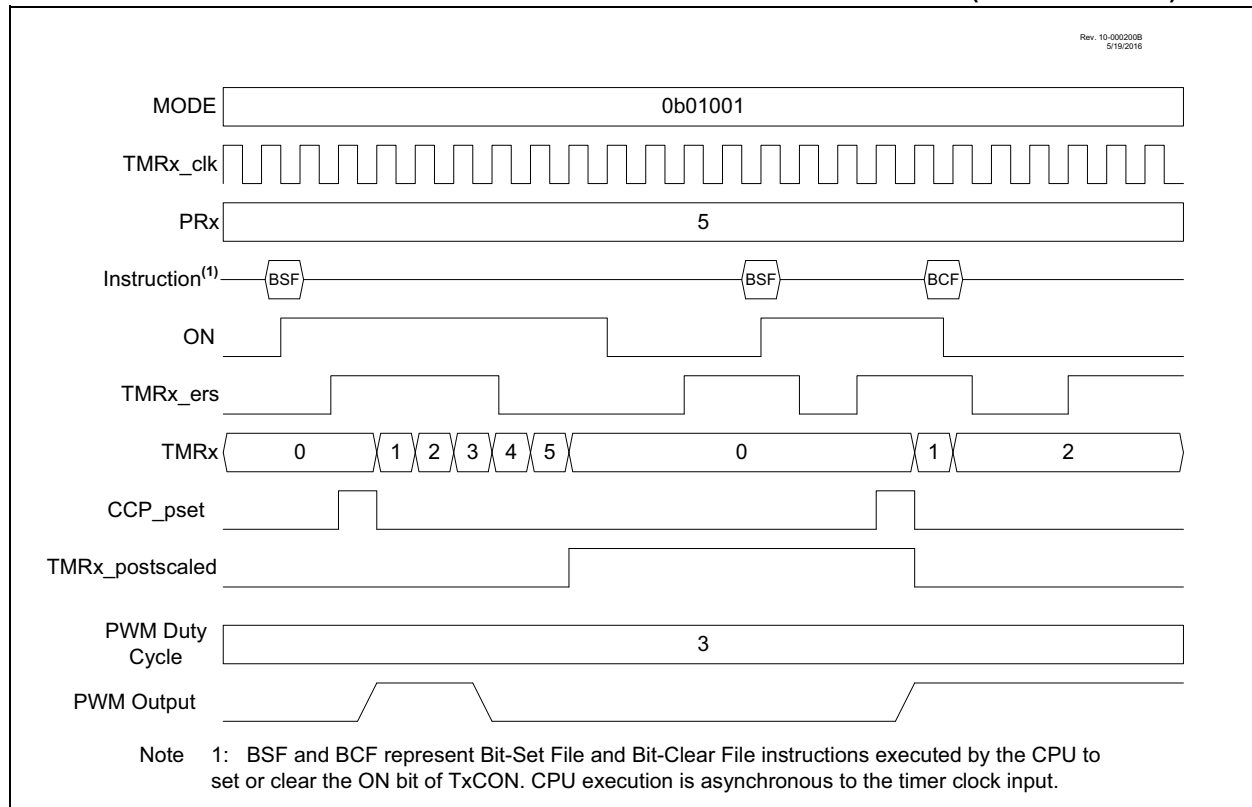 Rev. 10-000200B
5/19/2016
MODE
0b01001
TMRx_clk
PRx
5
Instruction(1)
BSF
BSF
BCF
ON
TMRx_ers
TMRx
0
1
2
3
4
5
0
1
2
CCP_pset
TMRx_postscaled
PWM Duty
Cycle
3
PWM Output
Note 1: BSF and BCF represent Bit-Set File and Bit-Clear File instructions executed by the CPU to
set or clear the ON bit of TxCON. CPU execution is asynchronous to the timer clock input.